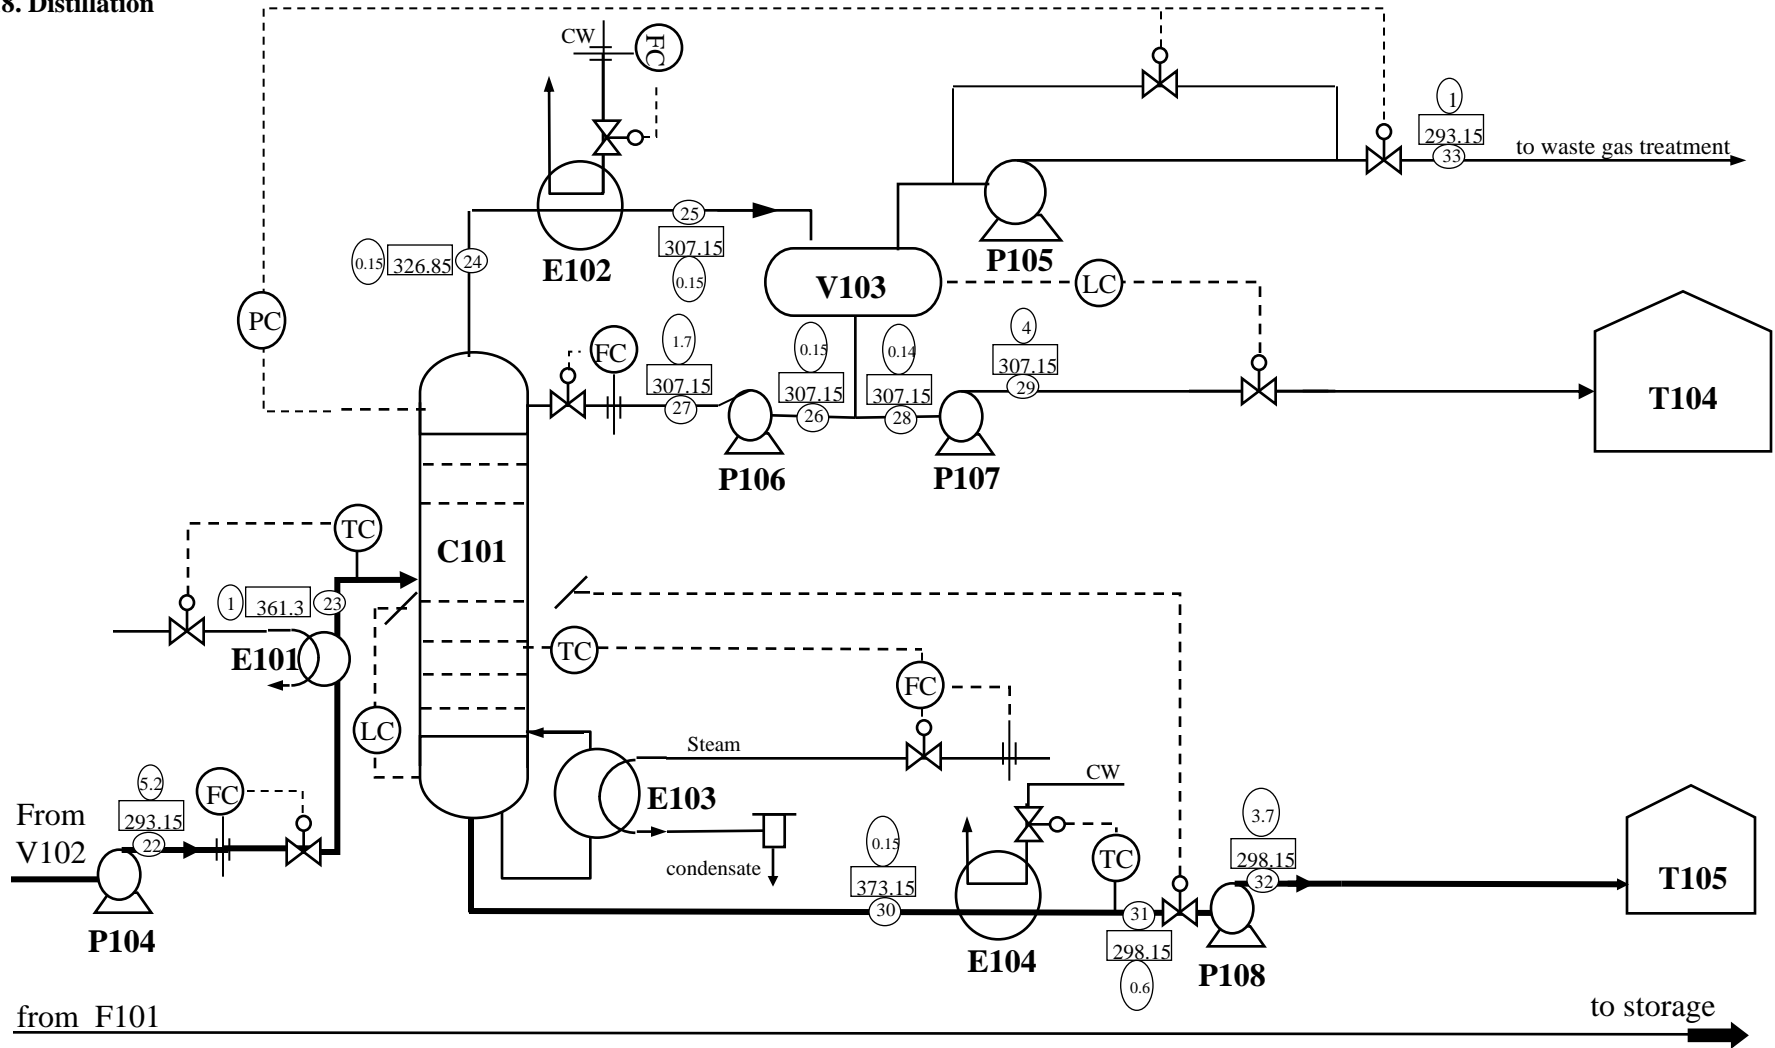 8. Distillation
CW
FC
1
293.15
33
to waste gas treatment
25
307.15
0.15
0.15
326.85
24
E102
P105
V103
LC
PC
FC
1.7
307.15
27
0.15
307.15
26
0.14
307.15
28
4
307.15
29
T104
P106
P107
TC
C101
1
361.3
23
E101
TC
FC
LC
Steam
CW
E103
condensate
5.2
293.15
22
FC
From
V102
P104
0.15
373.15
30
TC
E104
31
298.15
0.6
3.7
298.15
32
P108
T105
from F101
to storage